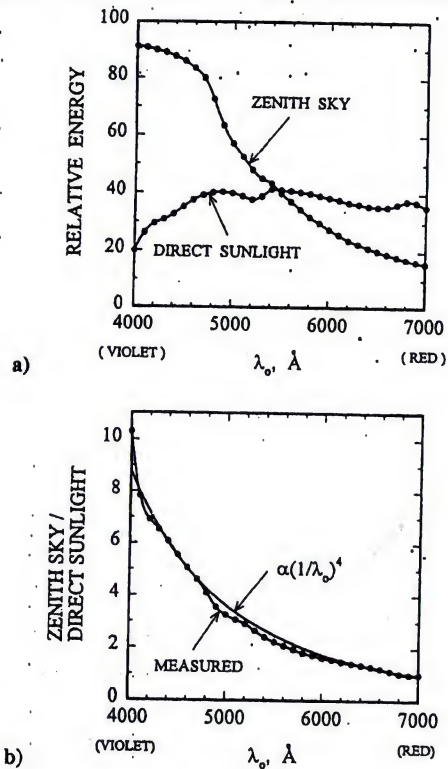 100
80
60
40
20
0
RELATIVE ENERGY
ZENITH SKY
DIRECT SUNLIGHT
4000 5000 6000 7000
(VIOLET) λo, Å (RED)
a)
10
8
6
4
2
0
ZENITH SKY /
DIRECT SUNLIGHT
α(1/λo)⁴
MEASURED
4000 5000 6000 7000
(VIOLET) λo, Å (RED)
b)